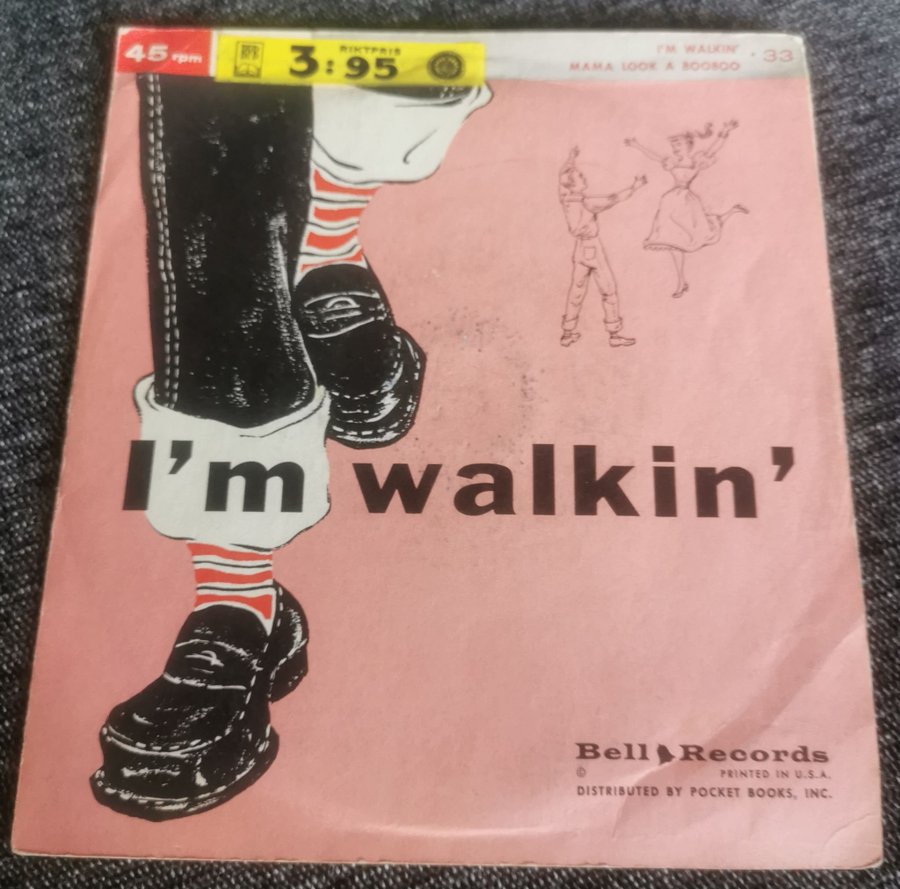 45 rpm
RIKTPRIS
3:95
I'M WALKIN'
MAMA LOOK A BOOBOO
· 33
I'm walkin'
Bell Records
© PRINTED IN U.S.A.
DISTRIBUTED BY POCKET BOOKS, INC.